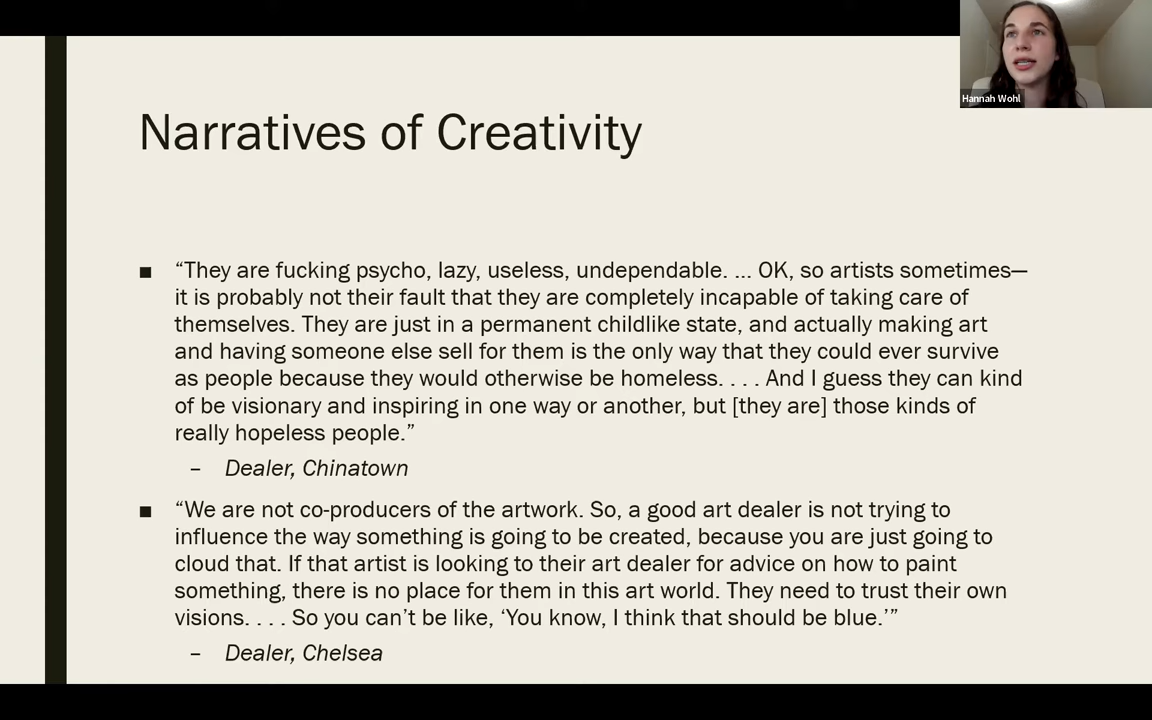 Hannah Wohl
Narratives of Creativity
■ “They are fucking psycho, lazy, useless, undependable. ... OK, so artists sometimes—
it is probably not their fault that they are completely incapable of taking care of
themselves. They are just in a permanent childlike state, and actually making art
and having someone else sell for them is the only way that they could ever survive
as people because they would otherwise be homeless. . . . And I guess they can kind
of be visionary and inspiring in one way or another, but [they are] those kinds of
really hopeless people.”
– Dealer, Chinatown
■ “We are not co-producers of the artwork. So, a good art dealer is not trying to
influence the way something is going to be created, because you are just going to
cloud that. If that artist is looking to their art dealer for advice on how to paint
something, there is no place for them in this art world. They need to trust their own
visions. . . . So you can’t be like, ‘You know, I think that should be blue.’”
– Dealer, Chelsea